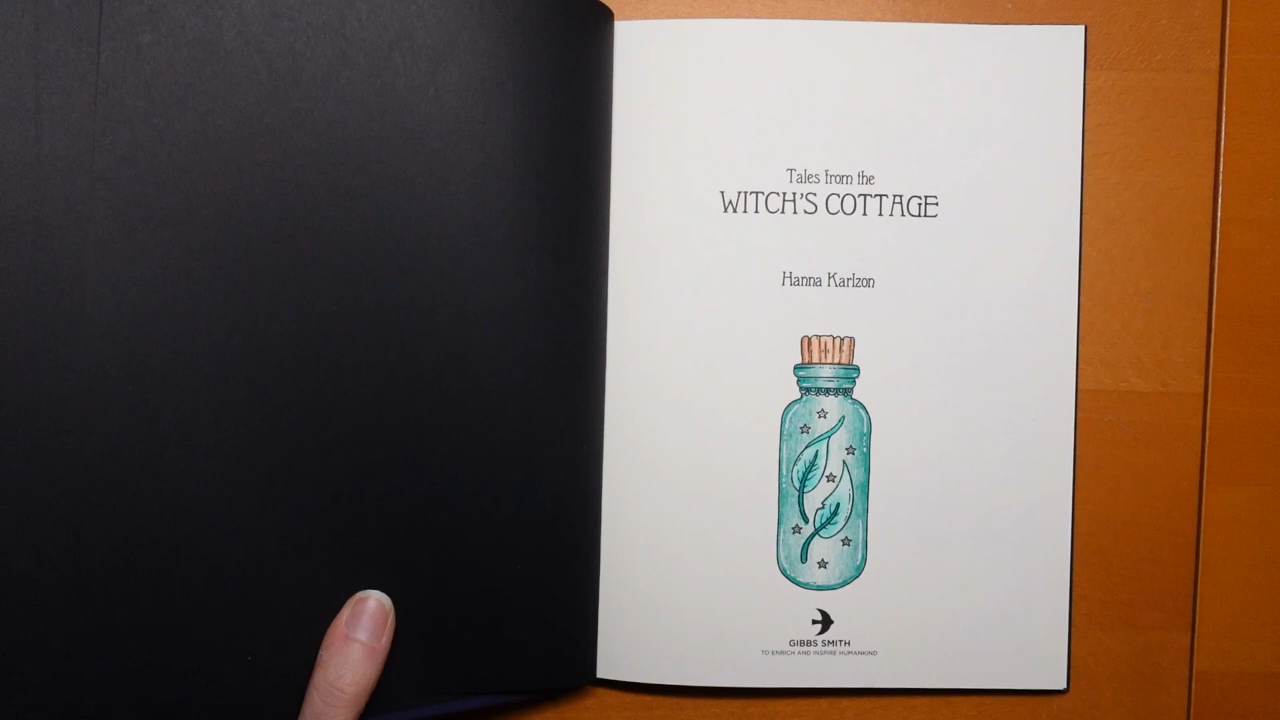 Tales from the
WITCH'S COTTAGE
Hanna Karlzon
GIBBS SMITH
TO ENRICH AND INSPIRE HUMANKIND